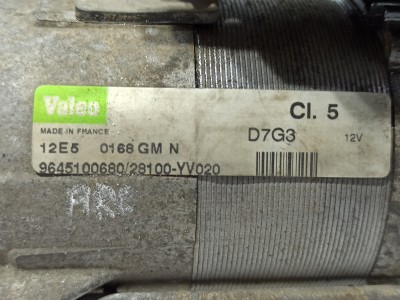 Valeo
Cl. 5
MADE IN FRANCE
D7G3 12V
12E5 0168 GM N
9645100680/28100-YV020